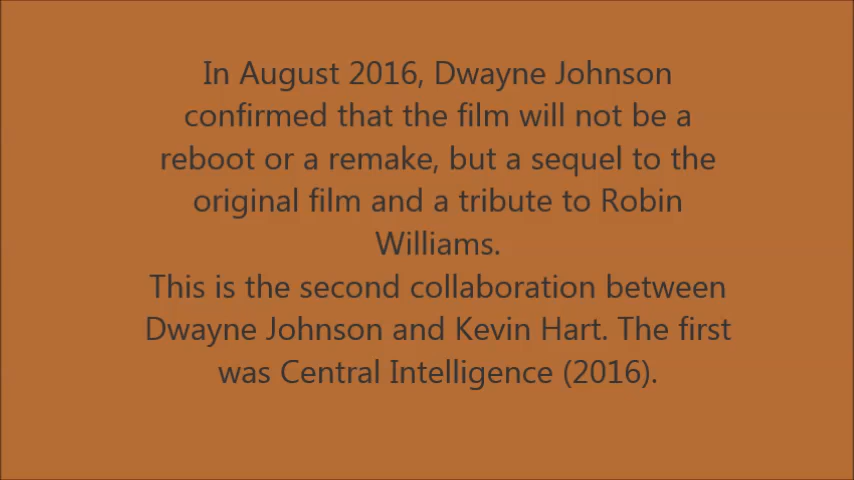 In August 2016, Dwayne Johnson
confirmed that the film will not be a
reboot or a remake, but a sequel to the
original film and a tribute to Robin
Williams.
This is the second collaboration between
Dwayne Johnson and Kevin Hart. The first
was Central Intelligence (2016).